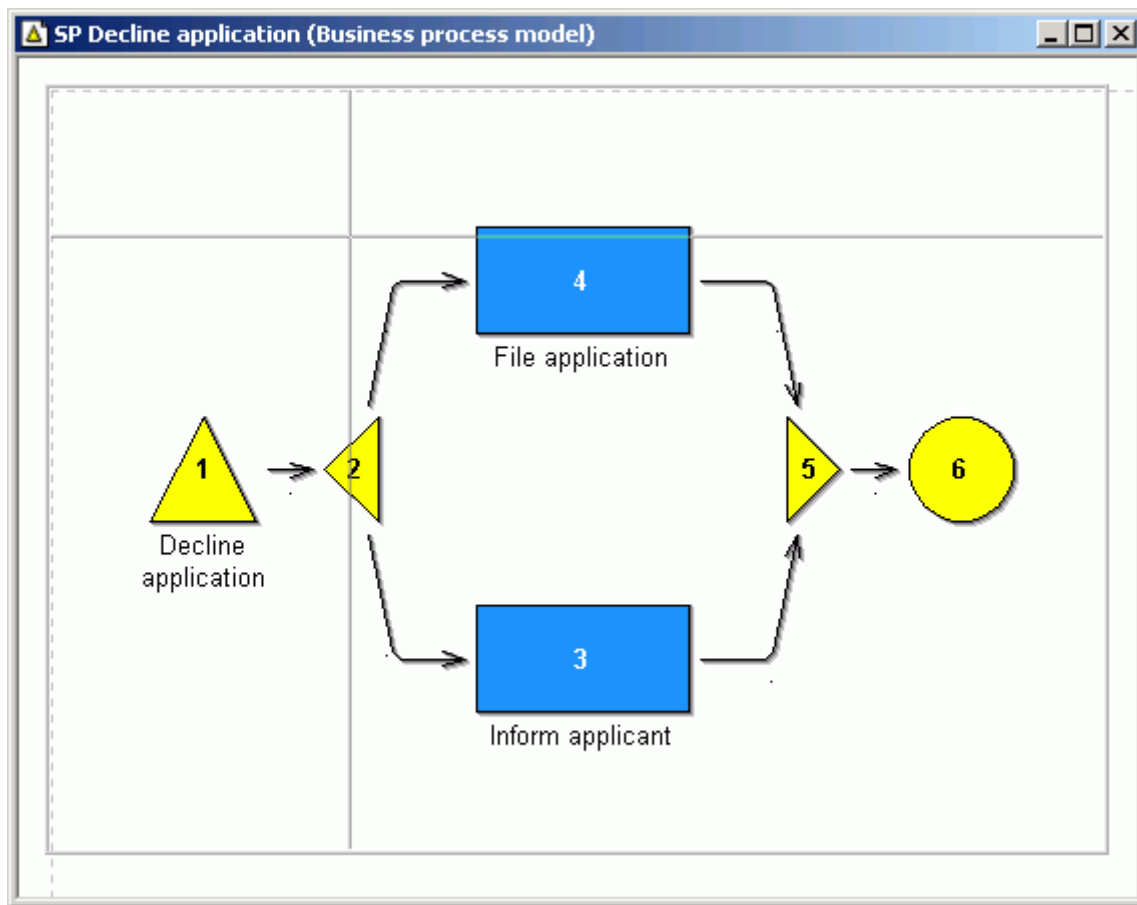 SP Decline application (Business process model)
4
File application
1
2
5
6
Decline
application
3
Inform applicant